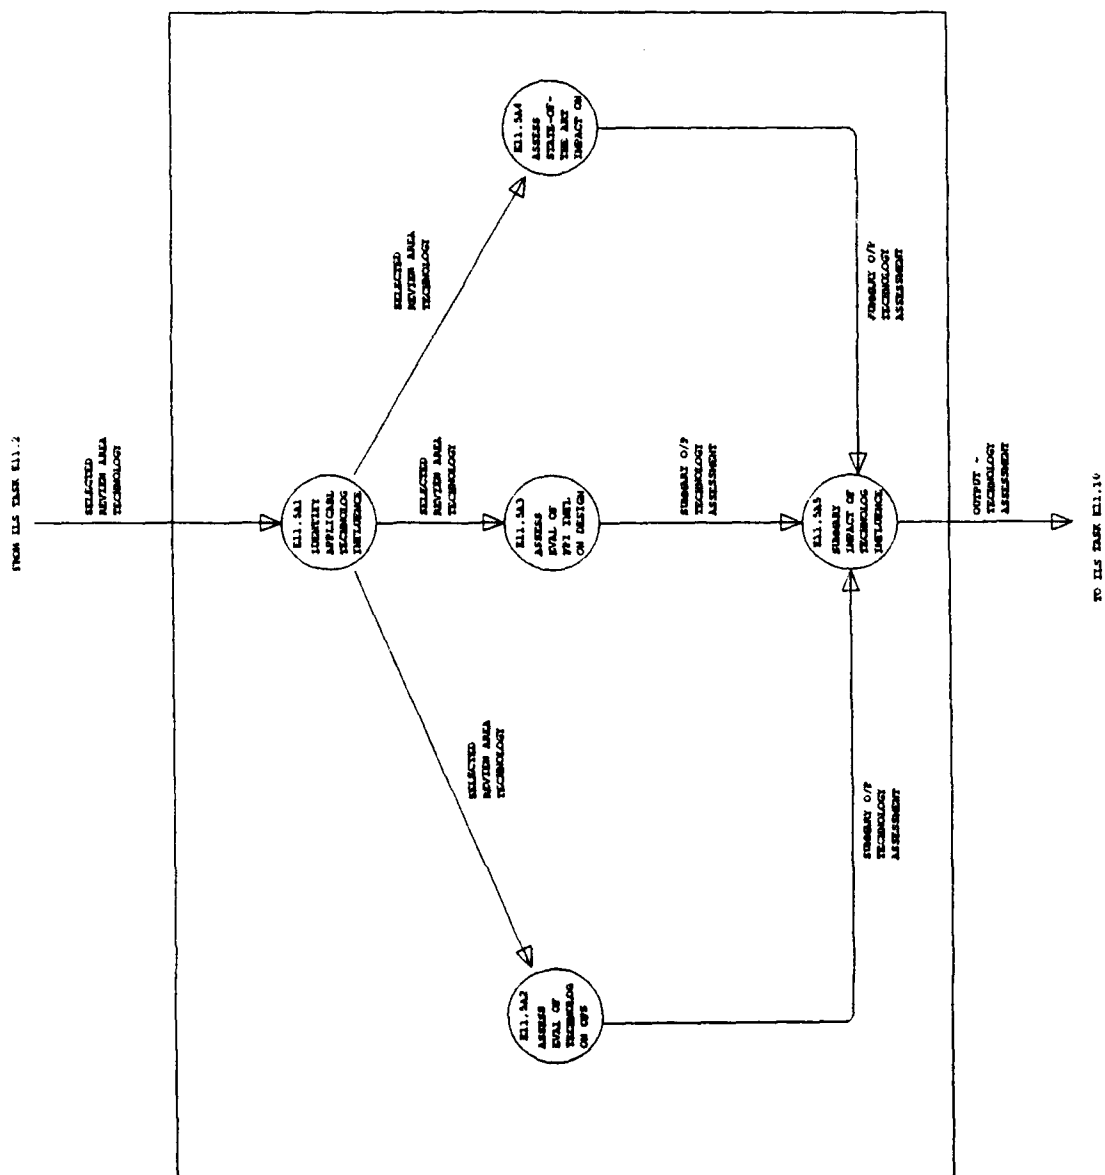 FROM ILS TASK E11.2
SELECTED
REVIEW AREA
TECHNOLOGY
E11.5A1
IDENTIFY
APPLICABL
TECHNOLOG
INFLUENCE
SELECTED
REVIEW AREA
TECHNOLOGY
SELECTED
REVIEW AREA
TECHNOLOGY
SELECTED
REVIEW AREA
TECHNOLOGY
E11.5A2
ASSESS
EVAL OF
TECHNOLOG
ON OPS
E11.5A3
ASSESS
EVAL OF
PPI INFL
ON DESIGN
E11.5A4
ASSESS
STATE-OF-
THE ART
IMPACT ON
SUMMARY O/P
TECHNOLOGY
ASSESSMENT
SUMMARY O/P
TECHNOLOGY
ASSESSMENT
SUMMARY O/P
TECHNOLOGY
ASSESSMENT
E11.5A5
SUMMARY
IMPACT OF
TECHNOLOG
INFLUENCE
OUTPUT -
TECHNOLOGY
ASSESSMENT
TO ILS TASK E11.10